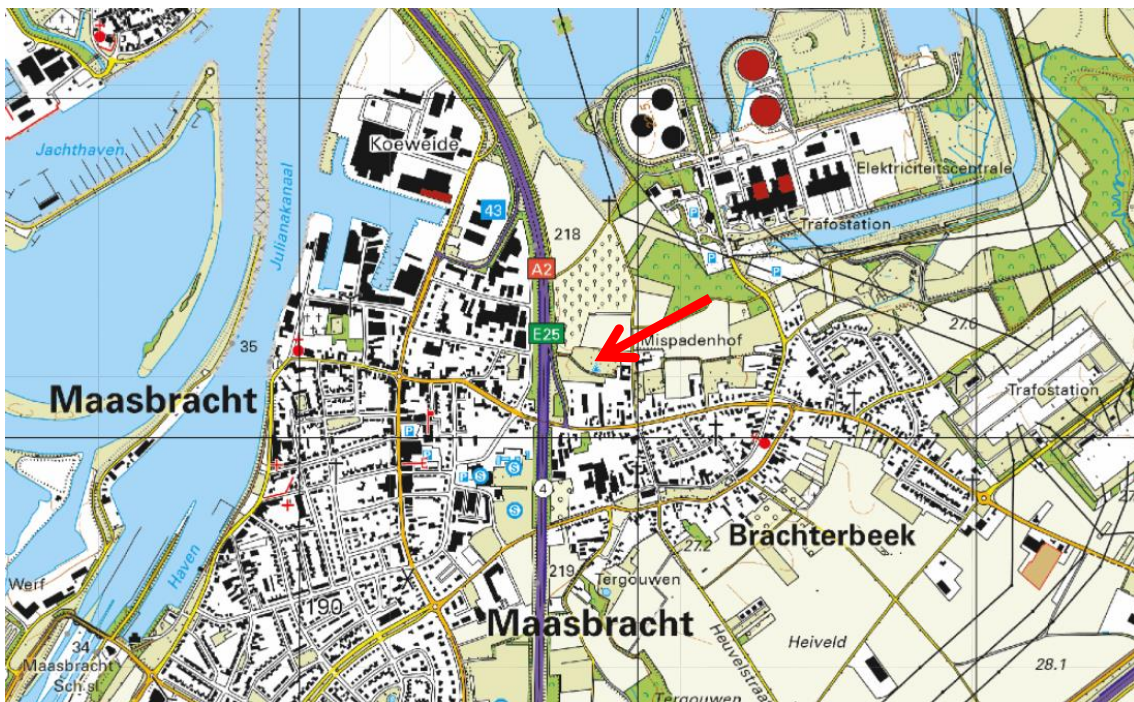 Koeweide
Jachthaven
Julianakanaal
43
Elektriciteitscentrale
Trafostation
218
A2
E25
35
Mispadenhof
27.0
Trafostation
Maasbracht
P
P
P
P
P
S
S
S
4
Brachterbeek
27.2
Haven
Werf
219
Tergouwen
190
Maasbracht
Heuvelstraat
Heiveld
28.1
34
Maasbracht
Schsl
Tergouwen